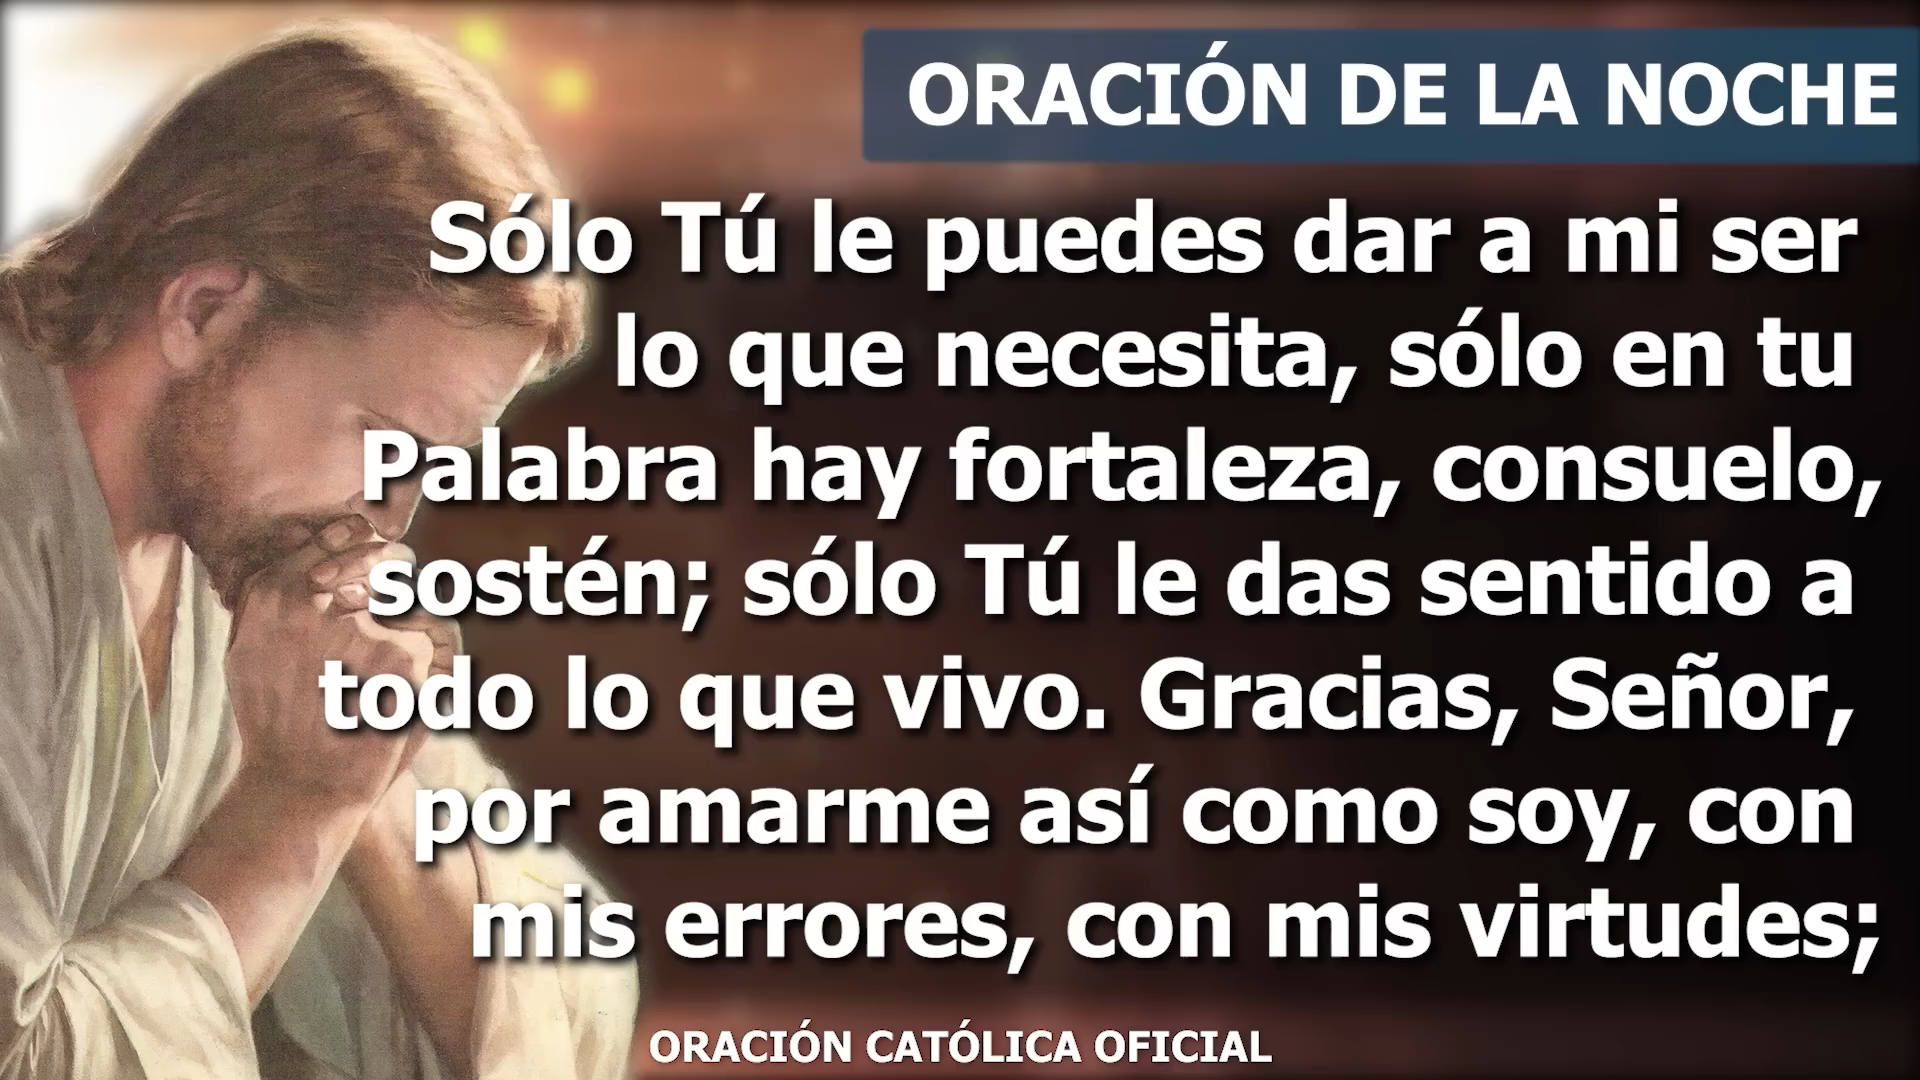 ORACIÓN DE LA NOCHE
Sólo Tú le puedes dar a mi ser
lo que necesita, sólo en tu
Palabra hay fortaleza, consuelo,
sostén; sólo Tú le das sentido a
todo lo que vivo. Gracias, Señor,
por amarme así como soy, con
mis errores, con mis virtudes;
ORACIÓN CATÓLICA OFICIAL